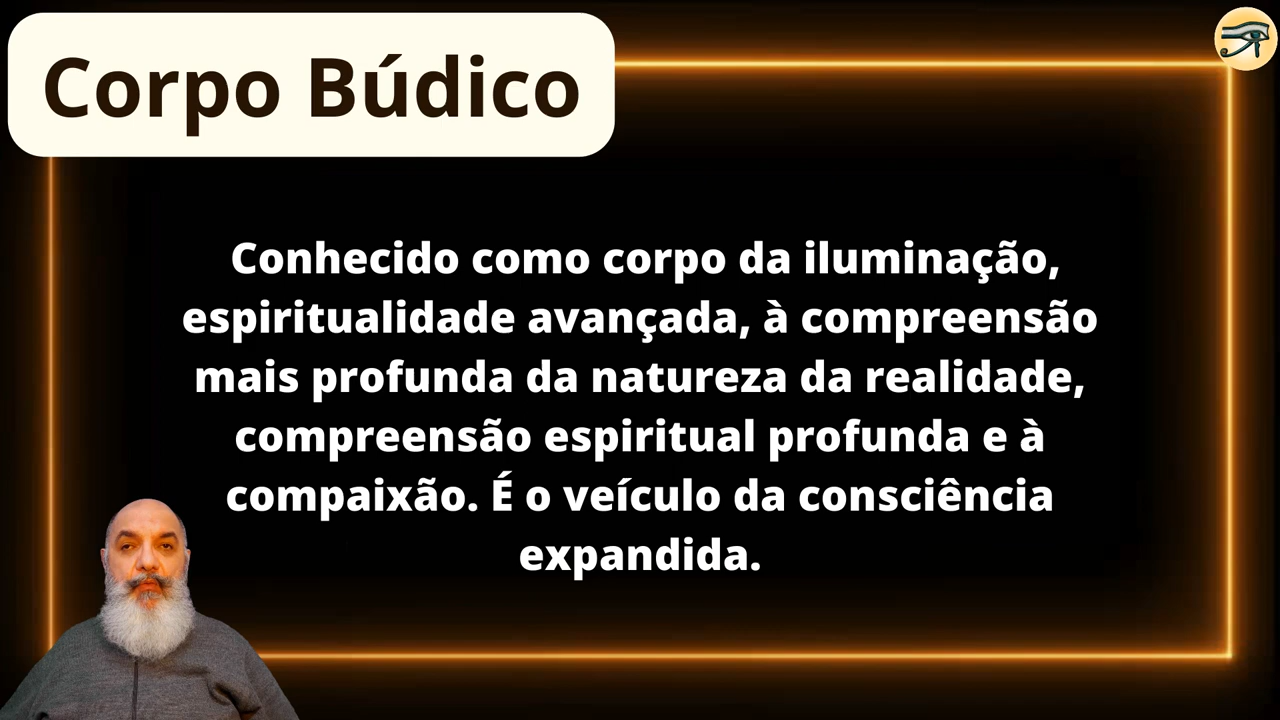 Corpo Búdico
Conhecido como corpo da iluminação,
espiritualidade avançada, à compreensão
mais profunda da natureza da realidade,
compreensão espiritual profunda e à
compaixão. É o veículo da consciência
expandida.